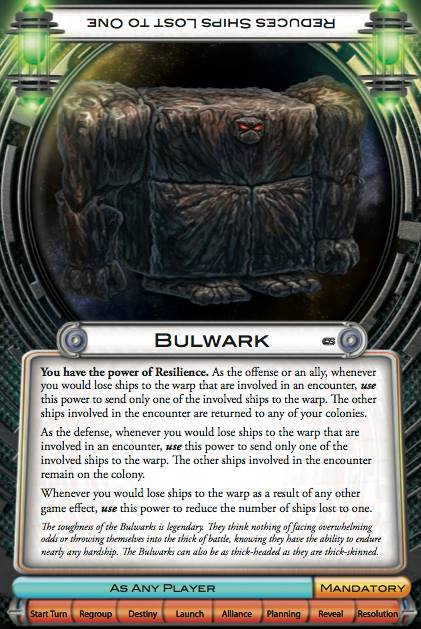 REDUCES SHIPS LOST TO ONE
BULWARK
You have the power of Resilience. As the offense or an ally, whenever
you would lose ships to the warp that are involved in an encounter, use
this power to send only one of the involved ships to the warp. The other
ships involved in the encounter are returned to any of your colonies.
As the defense, whenever you would lose ships to the warp that are
involved in an encounter, use this power to send only one of the
involved ships to the warp. The other ships involved in the encounter
remain on the colony.
Whenever you would lose ships to the warp as a result of any other
game effect, use this power to reduce the number of ships lost to one.
The toughness of the Bulwarks is legendary. They think nothing of facing overwhelming
odds or throwing themselves into the thick of battle, knowing they have the ability to endure
nearly any hardship. The Bulwarks can also be as thick-headed as they are thick-skinned.
AS ANY PLAYER MANDATORY
Start Turn Regroup Destiny Launch Alliance Planning Reveal Resolution